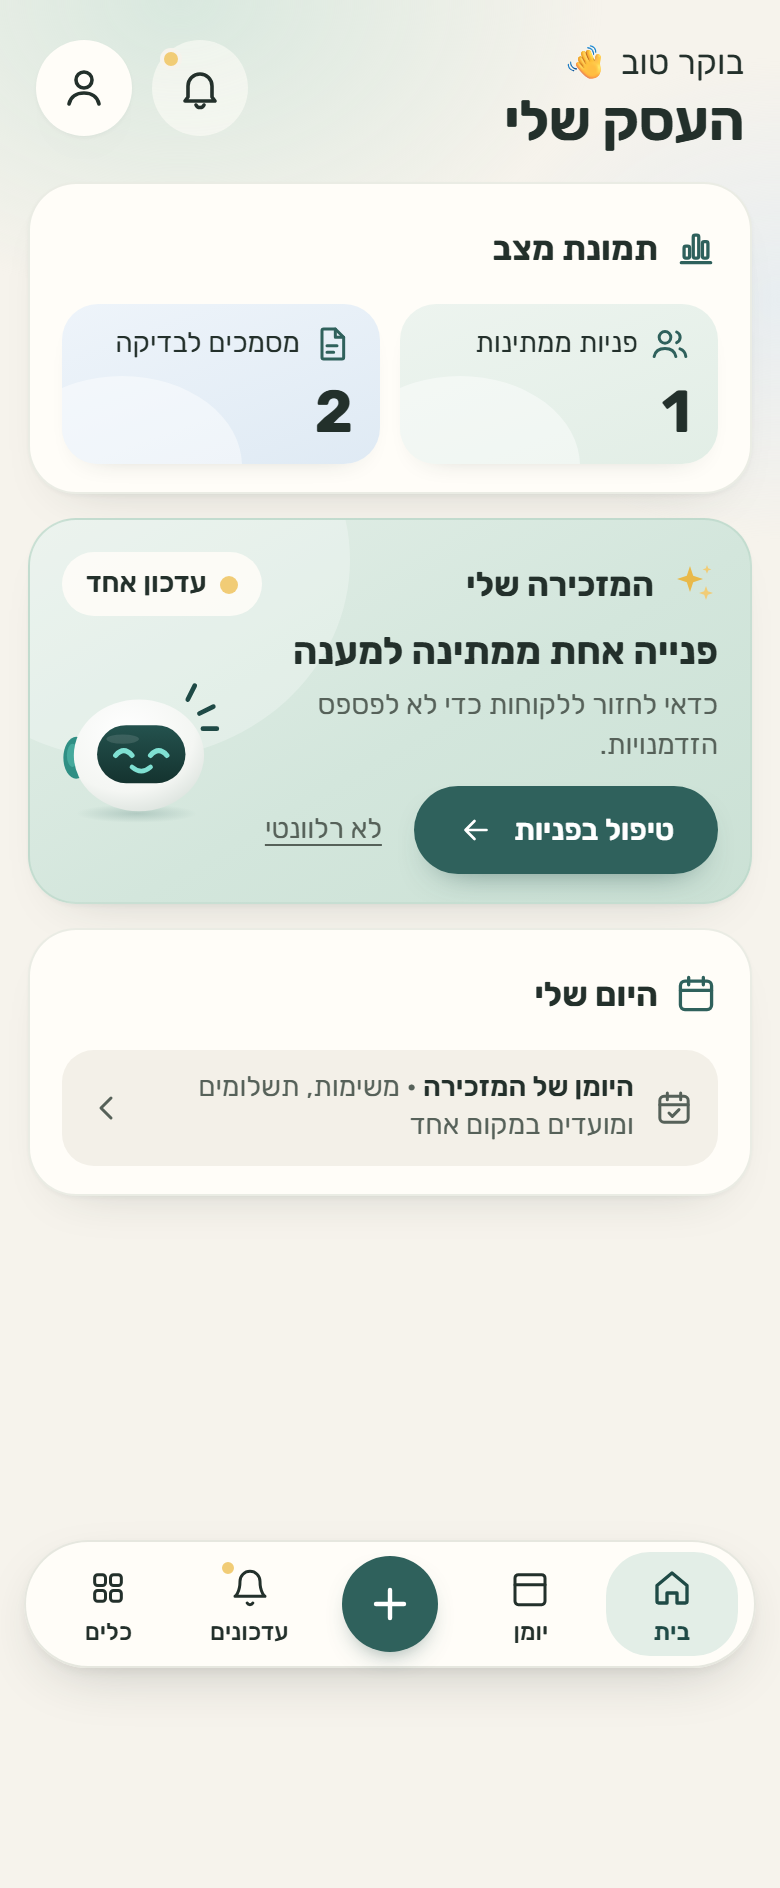 בוקר טוב 👋
העסק שלי
תמונת מצב
פניות ממתינות
1
מסמכים לבדיקה
2
המזכירה שלי
עדכון אחד
פנייה אחת ממתינה למענה
כדאי לחזור ללקוחות כדי לא לפספס
הזדמנויות.
טיפול בפניות
לא רלוונטי
היום שלי
היומן של המזכירה • משימות, תשלומים
ומועדים במקום אחד
בית
יומן
עדכונים
כלים